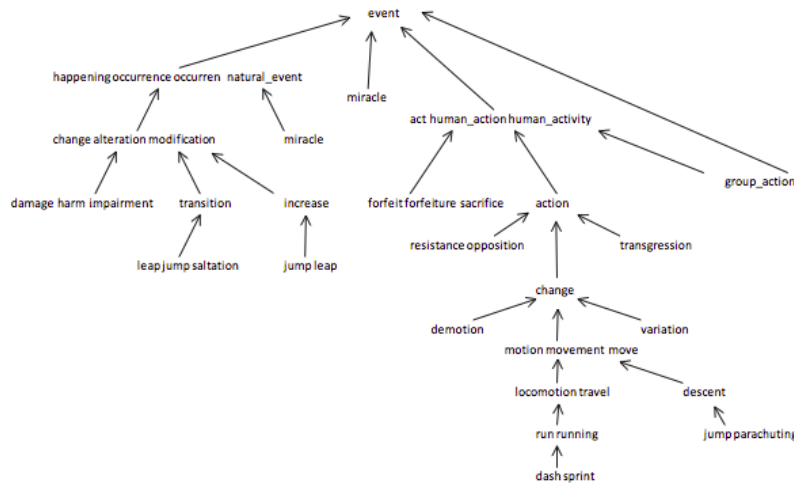 event
happening occurrence occurren natural_event
miracle
act human_action human_activity
change alteration modification
miracle
group_action
damage harm impairment
transition
increase
forfeit forfeiture sacrifice
action
resistance opposition
transgression
leap jump saltation
jump leap
change
demotion
variation
motion movement move
locomotion travel
descent
run running
jump parachuting
dash sprint